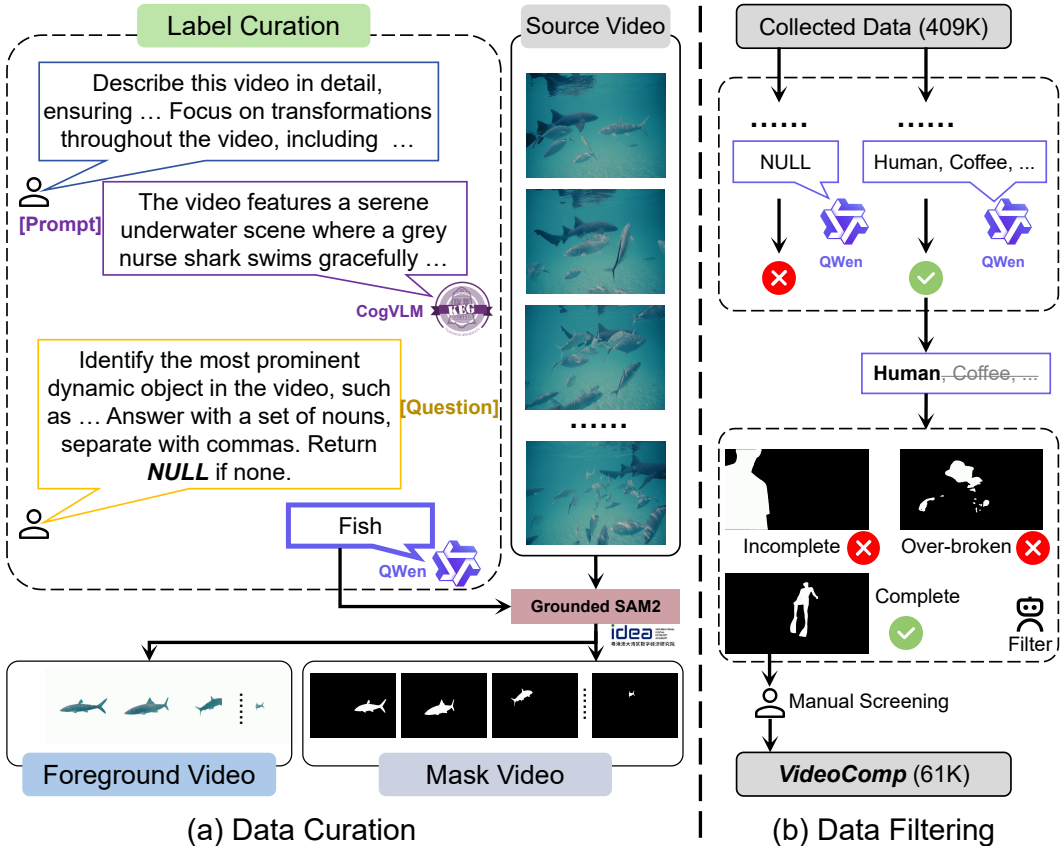 Label Curation
Describe this video in detail,
ensuring … Focus on transformations
throughout the video, including …
[Prompt]
The video features a serene
underwater scene where a grey
nurse shark swims gracefully …
CogVLM
KEG
Identify the most prominent
dynamic object in the video, such
as … Answer with a set of nouns,
separate with commas. Return
NULL if none.
[Question]
Fish
QWen
Source Video
......
Grounded SAM2
idea
Foreground Video
Mask Video
(a) Data Curation
Collected Data (409K)
......
......
NULL
Human, Coffee, ...
QWen
QWen
Human, Coffee, ...
Incomplete
Over-broken
Complete
Filter
Manual Screening
VideoComp (61K)
(b) Data Filtering